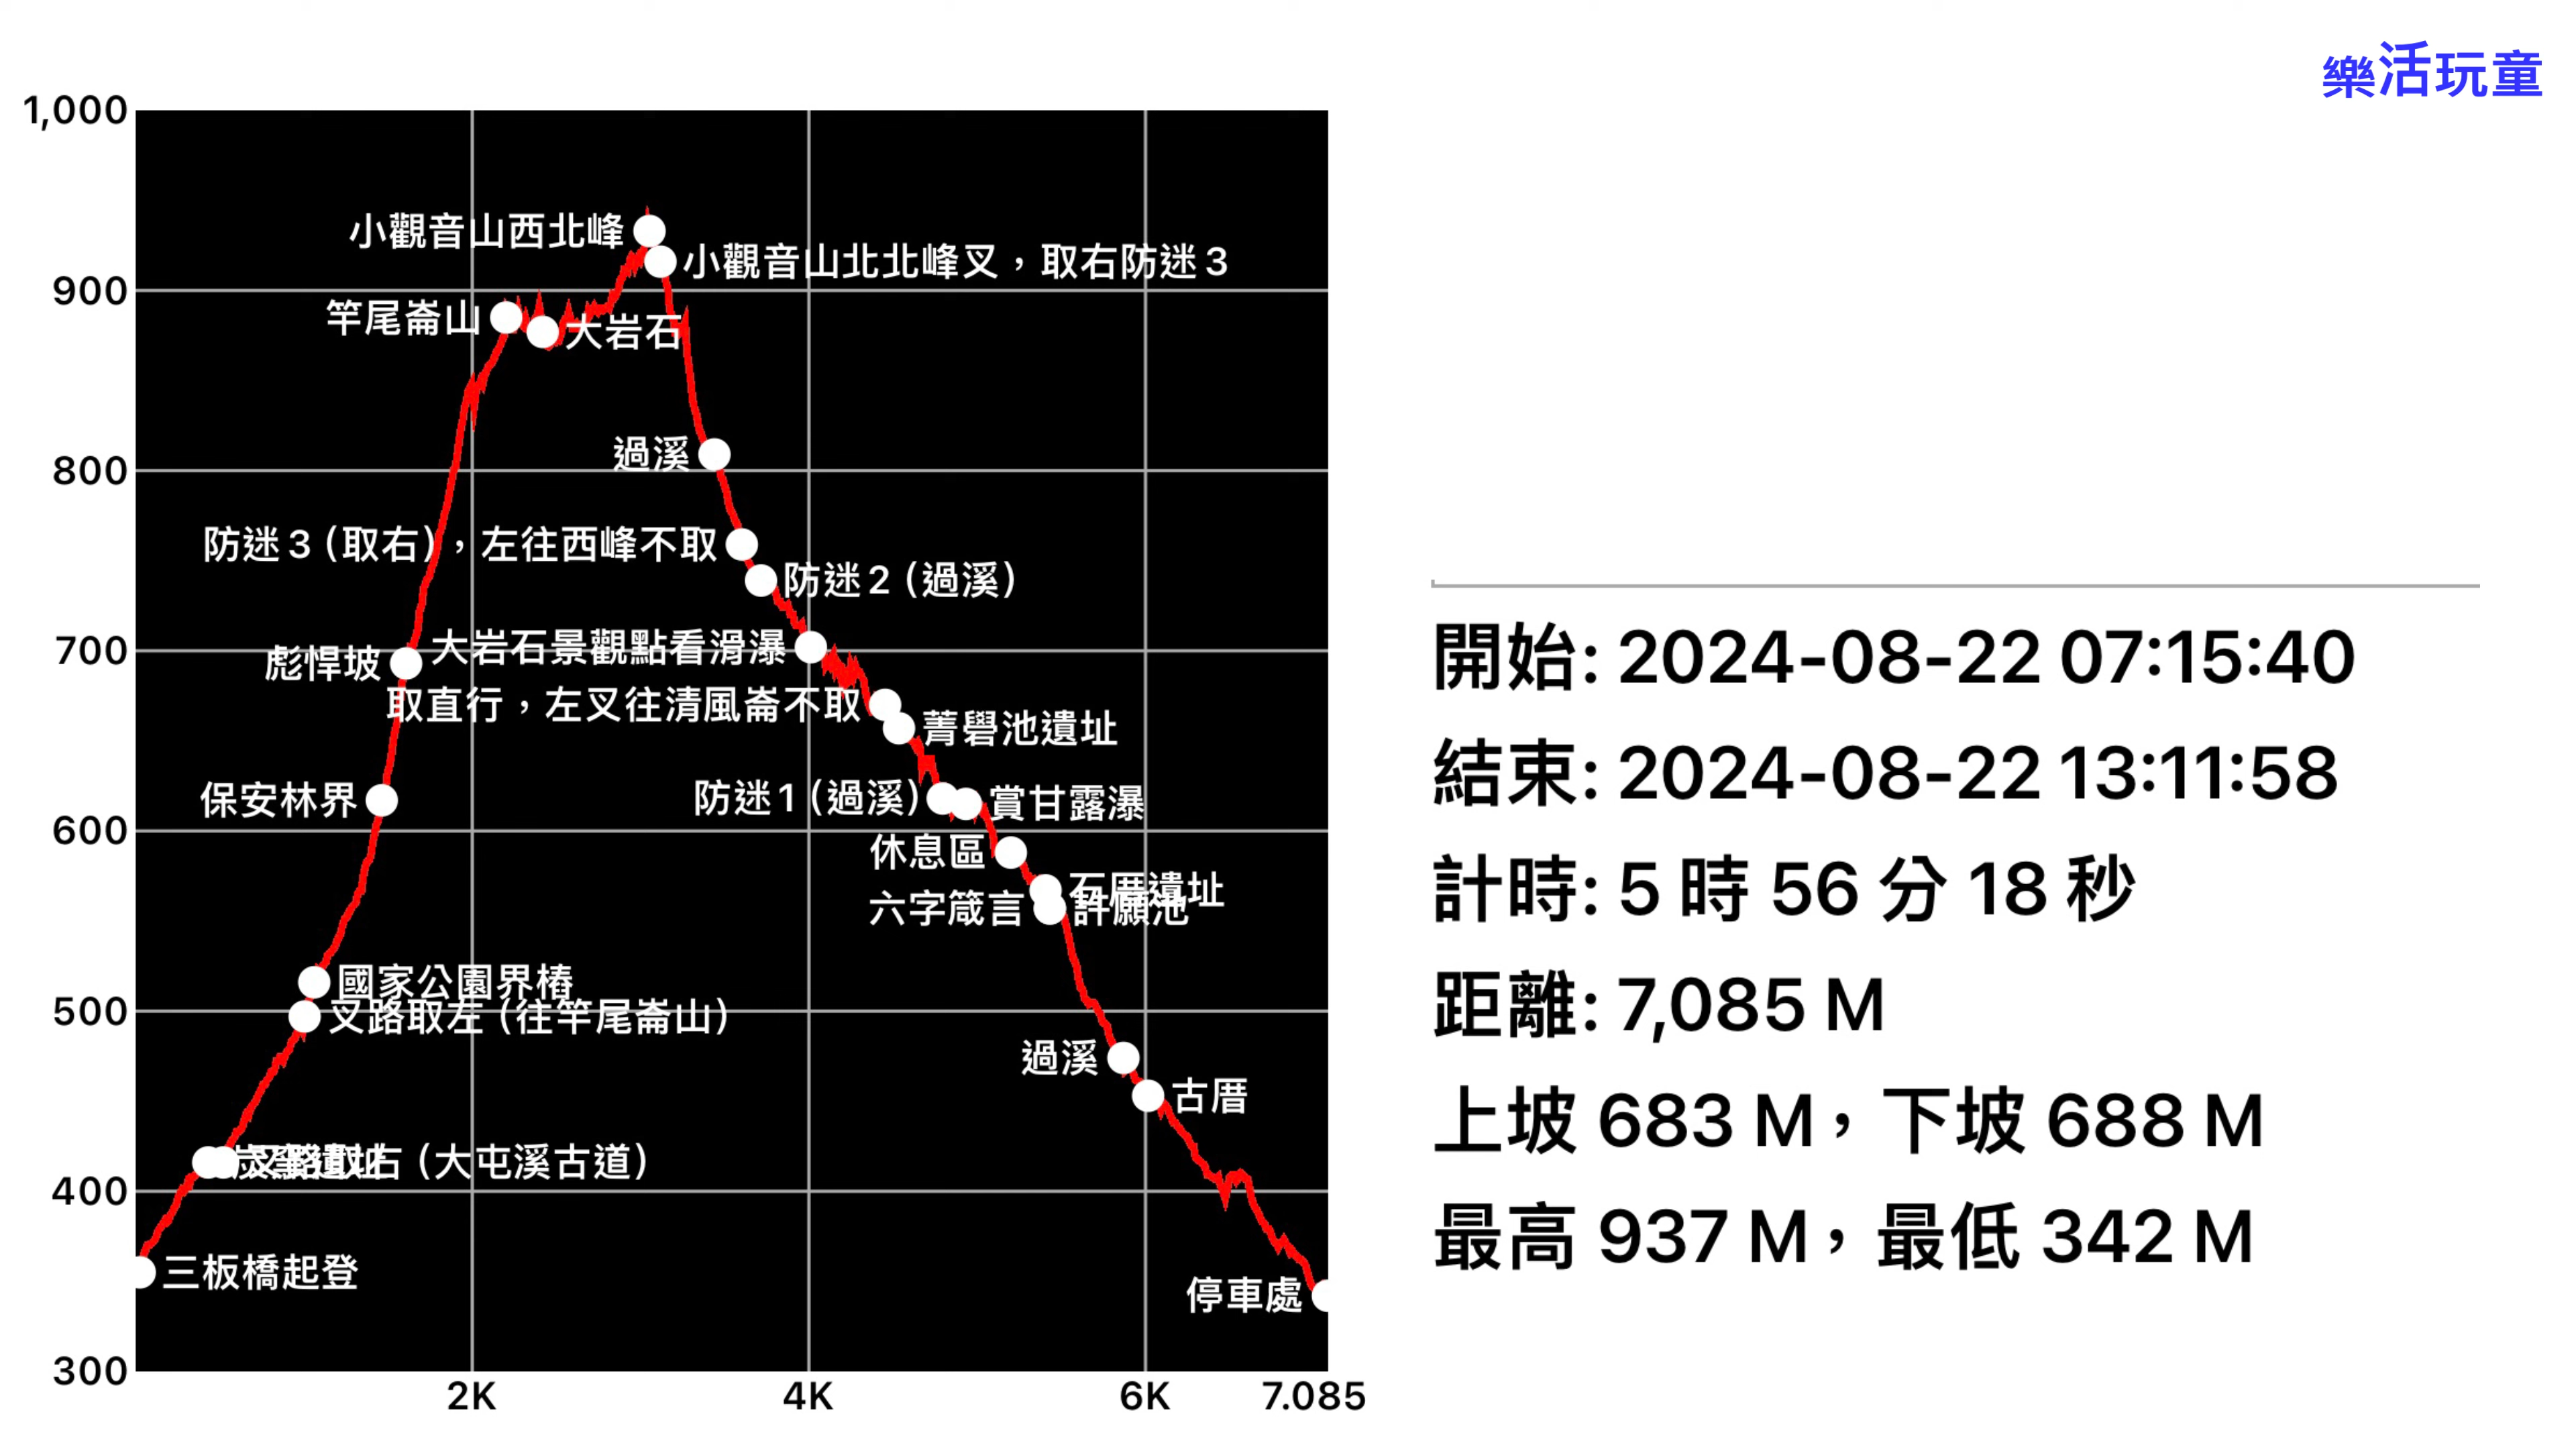 樂活玩童
1,000
小觀音山西北峰
小觀音山北北峰叉，取右防迷3
900
竿尾崙山
大岩石
過溪
800
防迷3（取右），左往西峰不取
防迷2（過溪）
大岩石景觀點看滑瀑
700
彪悍坡
取直行，左叉往清風崙不取
菁礐池遺址
防迷1（過溪）
賞甘露瀑
保安林界
600
休息區
石厝遺址
六字箴言
許願池
國家公園界樁
叉路取左（往竿尾崙山）
500
過溪
古厝
取右（大屯溪古道）
400
三板橋起登
停車處
300
2K
4K
6K
7.085
開始: 2024-08-22 07:15:40
結束: 2024-08-22 13:11:58
計時: 5 時 56 分 18 秒
距離: 7,085 M
上坡 683 M，下坡 688 M
最高 937 M，最低 342 M